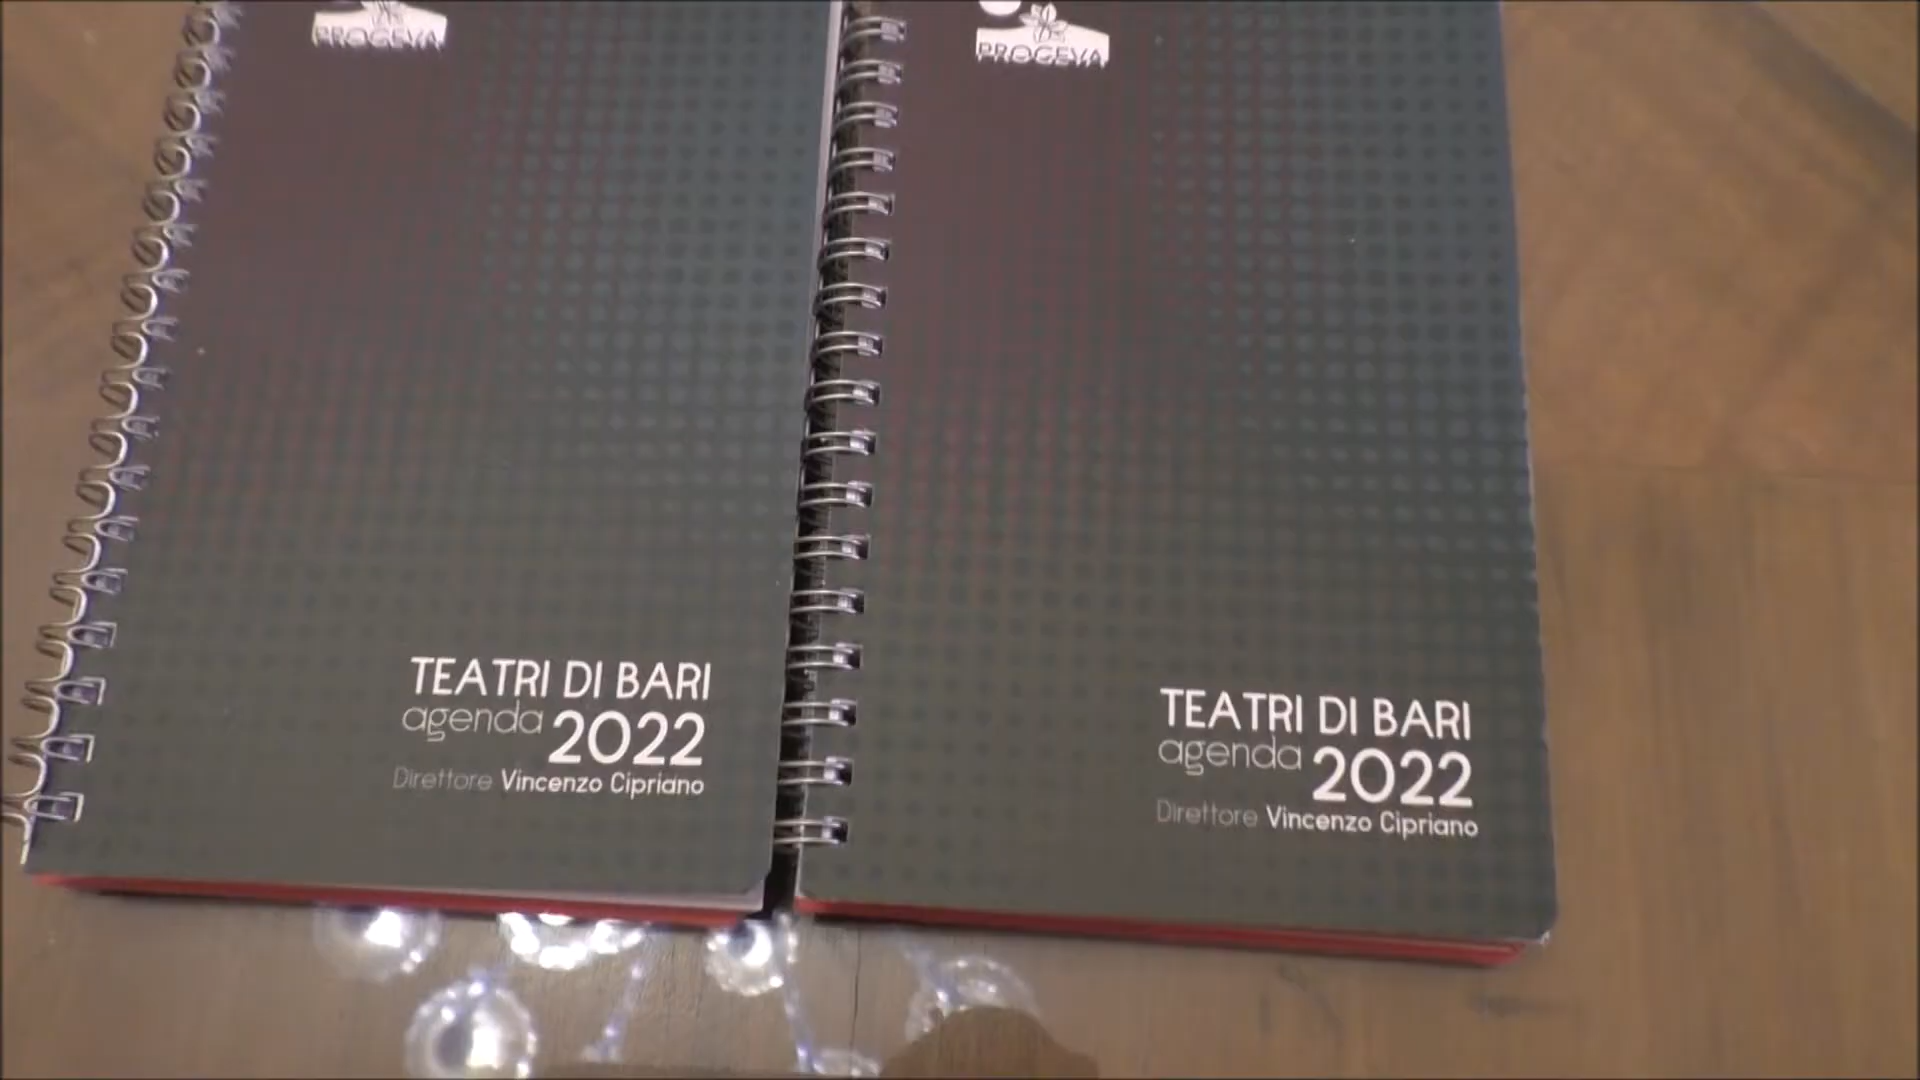 PROGEVA
TEATRI DI BARI
agenda 2022
Direttore Vincenzo Cipriano
PROGEVA
TEATRI DI BARI
agenda 2022
Direttore Vincenzo Cipriano